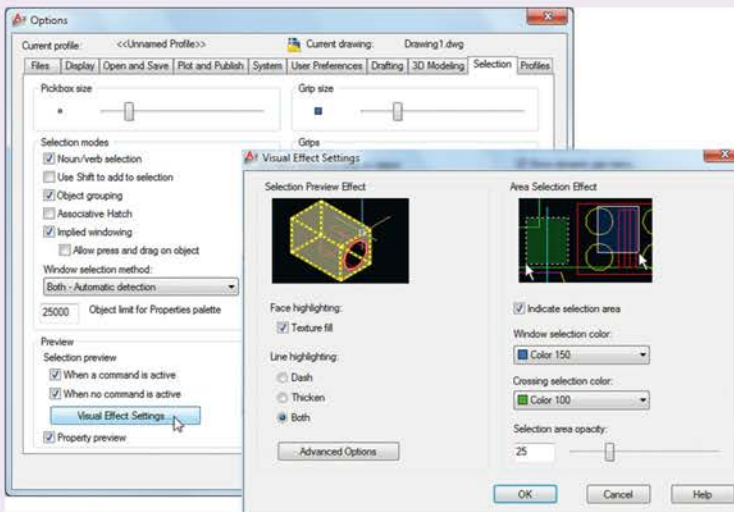 Options
Current profile: <<Unnamed Profile>> Current drawing: Drawing1.dwg
Files Display Open and Save Plot and Publish System User Preferences Drafting 3D Modeling Selection Profiles
Pickbox size
Grip size
Selection modes
Noun/verb selection
Use Shift to add to selection
Object grouping
Associative Hatch
Implied windowing
Allow press and drag on object
Window selection method:
Both - Automatic detection
25000 Object limit for Properties palette
Preview
Selection preview
When a command is active
When no command is active
Visual Effect Settings
Property preview
Grips
Visual Effect Settings
Selection Preview Effect
Face highlighting:
Texture fill
Line highlighting:
Dash
Thicken
Both
Advanced Options
Area Selection Effect
Indicate selection area
Window selection color:
Color 150
Crossing selection color:
Color 100
Selection area opacity:
25
OK Cancel Help